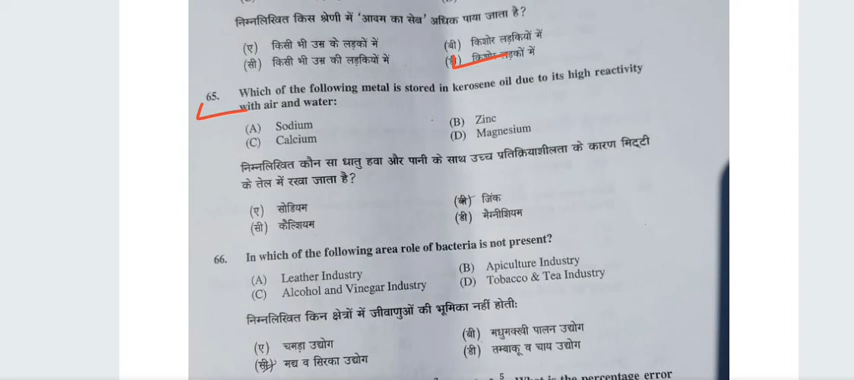 निम्नलिखित किस श्रेणी में 'आदम का सेब' अधिक पाया जाता है?
(ए) किसी भी उम्र के लड़कों में (बी) किशोर लड़कियों में
(सी) किसी भी उम्र की लड़कियों में (डी) किशोर लड़कों में
65. Which of the following metal is stored in kerosene oil due to its high reactivity
with air and water:
(A) Sodium (B) Zinc
(C) Calcium (D) Magnesium
निम्नलिखित कौन सा धातु हवा और पानी के साथ उच्च प्रतिक्रियाशीलता के कारण मिट्टी
के तेल में रखा जाता है?
(ए) सोडियम (बी) जिंक
(सी) कैल्शियम (डी) मैग्नीशियम
66. In which of the following area role of bacteria is not present?
(A) Leather Industry (B) Apiculture Industry
(C) Alcohol and Vinegar Industry (D) Tobacco & Tea Industry
निम्नलिखित किन क्षेत्रों में जीवाणुओं की भूमिका नहीं होती:
(ए) चमड़ा उद्योग (बी) मधुमक्खी पालन उद्योग
(सी) मद्य व सिरका उद्योग (डी) तम्बाकू व चाय उद्योग
is the percentage error